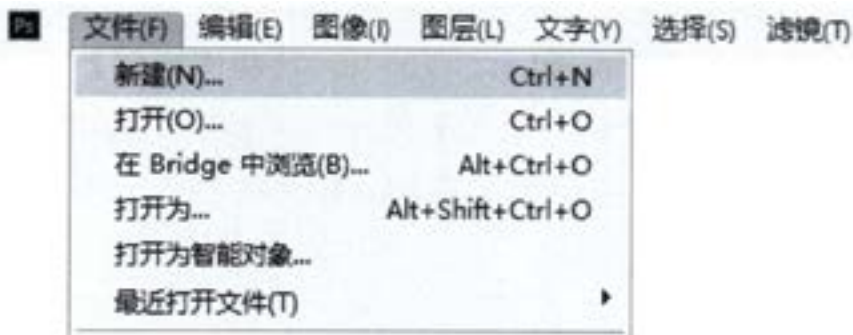 Ps 文件(F) 编辑(E) 图像(I) 图层(L) 文字(Y) 选择(S) 滤镜(T)
新建(N)... Ctrl+N
打开(O)... Ctrl+O
在 Bridge 中浏览(B)... Alt+Ctrl+O
打开为... Alt+Shift+Ctrl+O
打开为智能对象...
最近打开文件(T)